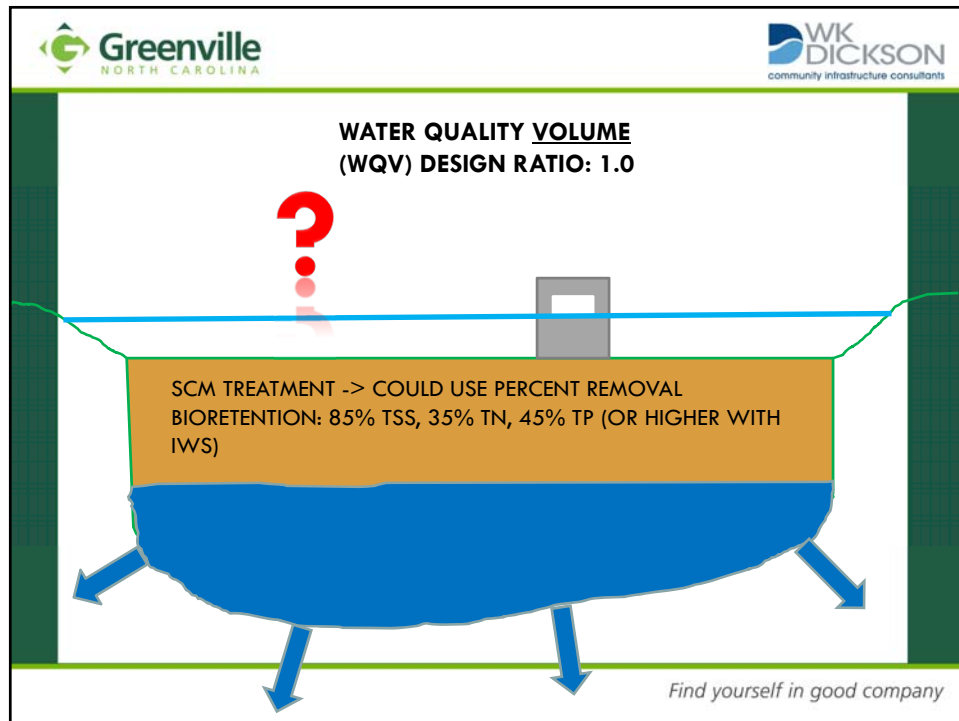 Greenville
NORTH CAROLINA
WK
DICKSON
community infrastructure consultants
WATER QUALITY VOLUME
(WQV) DESIGN RATIO: 1.0
?
SCM TREATMENT -> COULD USE PERCENT REMOVAL
BIORETENTION: 85% TSS, 35% TN, 45% TP (OR HIGHER WITH
IWS)
Find yourself in good company